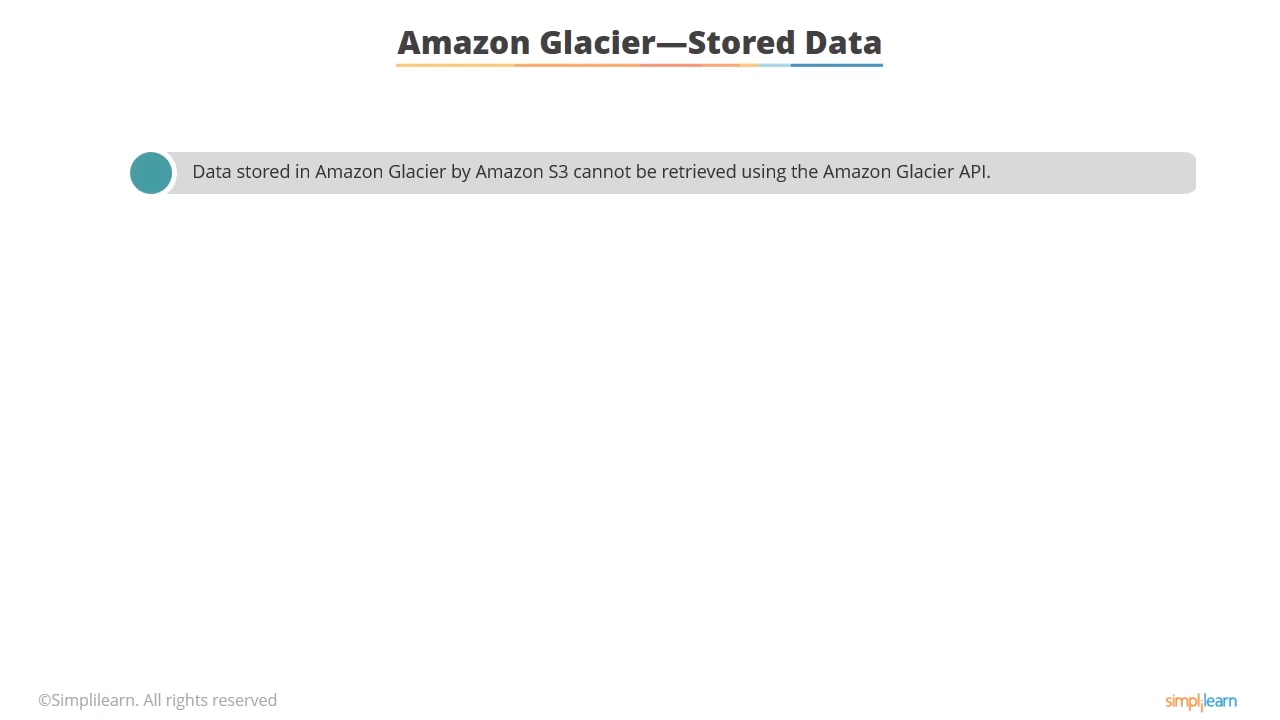 Amazon Glacier—Stored Data
Data stored in Amazon Glacier by Amazon S3 cannot be retrieved using the Amazon Glacier API.
©Simplilearn. All rights reserved
simplilearn